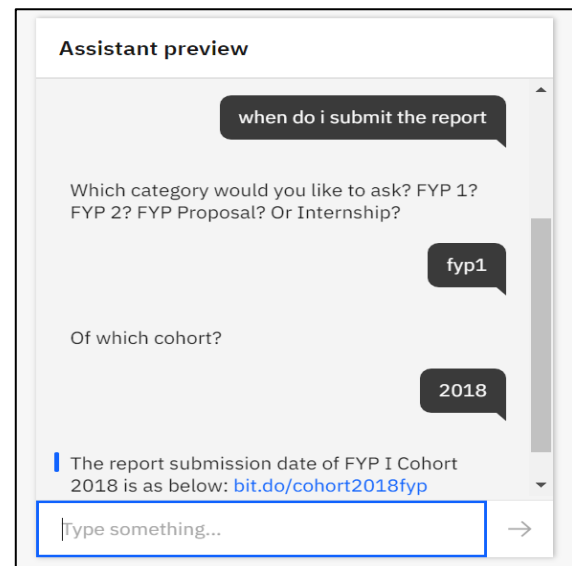 Assistant preview
when do i submit the report
Which category would you like to ask? FYP 1?
FYP 2? FYP Proposal? Or Internship?
fyp1
Of which cohort?
2018
The report submission date of FYP I Cohort
2018 is as below: bit.do/cohort2018fyp
Type something...